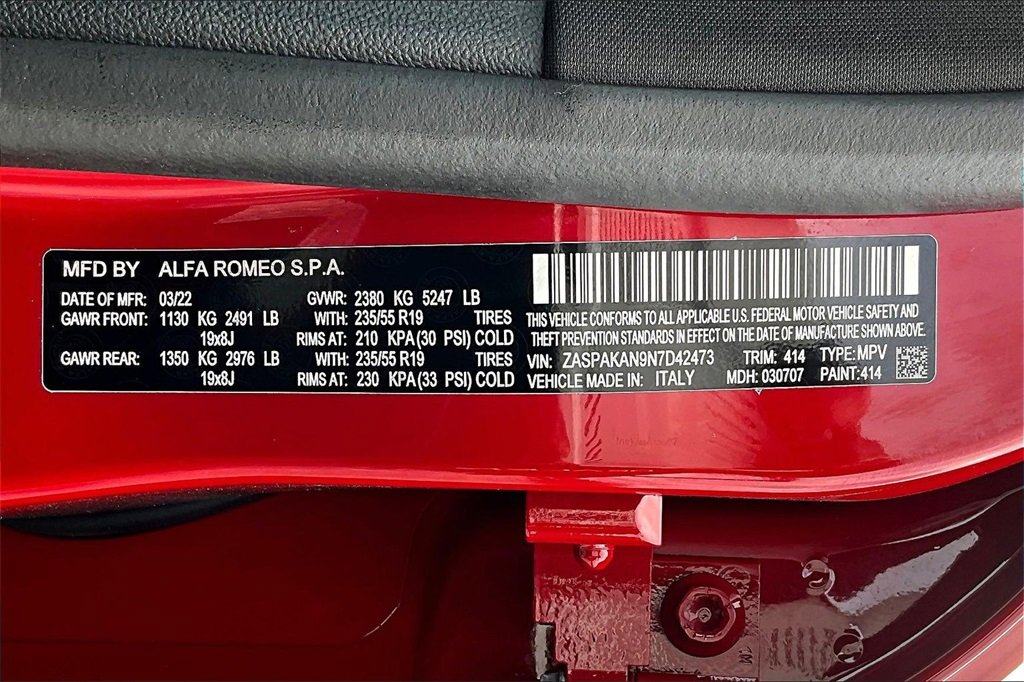 MFD BY ALFA ROMEO S.P.A.
DATE OF MFR: 03/22 GVWR: 2380 KG 5247 LB
GAWR FRONT: 1130 KG 2491 LB WITH: 235/55 R19 TIRES
19x8J RIMS AT: 210 KPA (30 PSI) COLD
GAWR REAR: 1350 KG 2976 LB WITH: 235/55 R19 TIRES
19x8J RIMS AT: 230 KPA (33 PSI) COLD
THIS VEHICLE CONFORMS TO ALL APPLICABLE U.S. FEDERAL MOTOR VEHICLE SAFETY AND
THEFT PREVENTION STANDARDS IN EFFECT ON THE DATE OF MANUFACTURE SHOWN ABOVE.
VIN: ZASPAKAN9N7D42473 TRIM: 414 TYPE: MPV
VEHICLE MADE IN: ITALY MDH: 030707 PAINT: 414